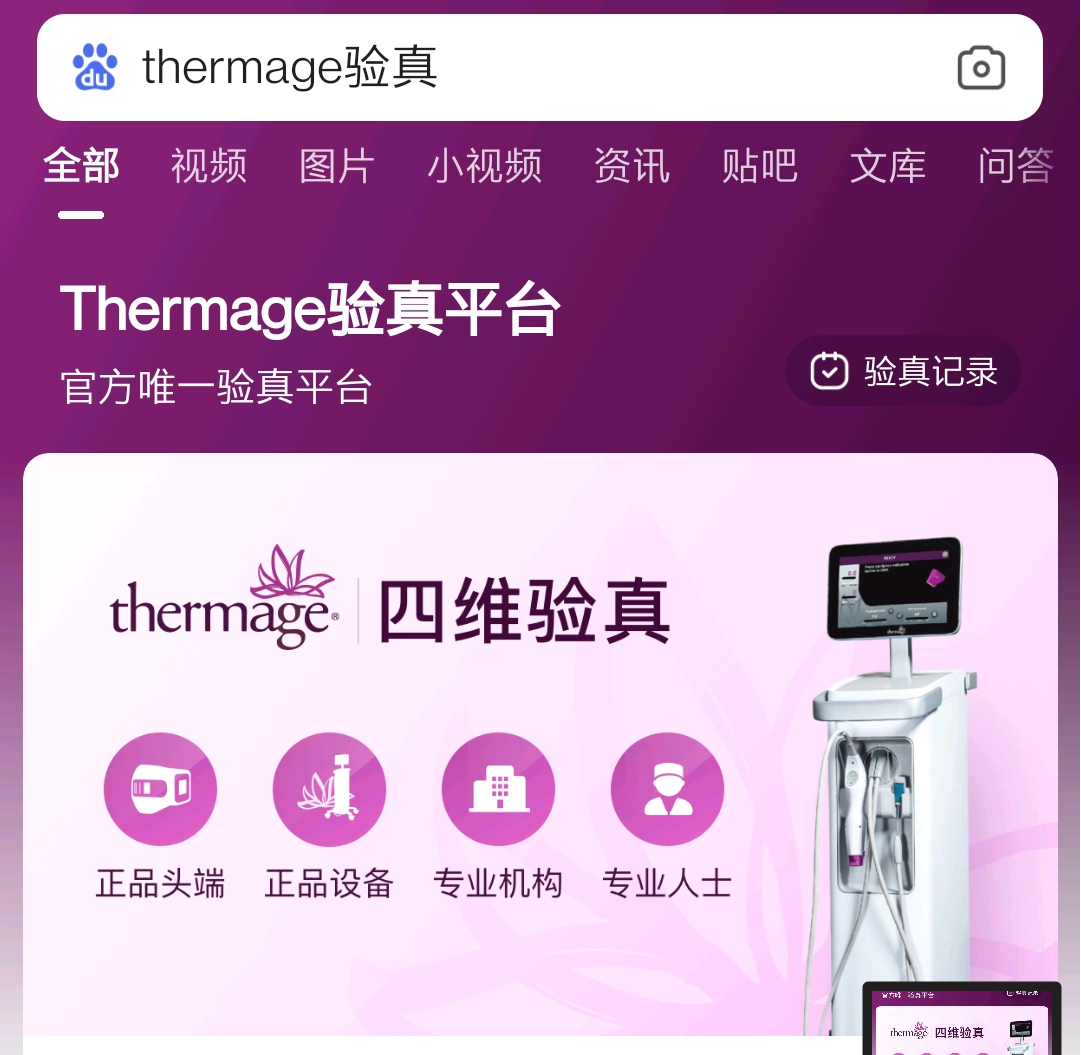 du thermage验真
全部 视频 图片 小视频 资讯 贴吧 文库 问答
Thermage验真平台
官方唯一验真平台
验真记录
thermage® 四维验真
正品头端 正品设备 专业机构 专业人士
thermage 四维验真